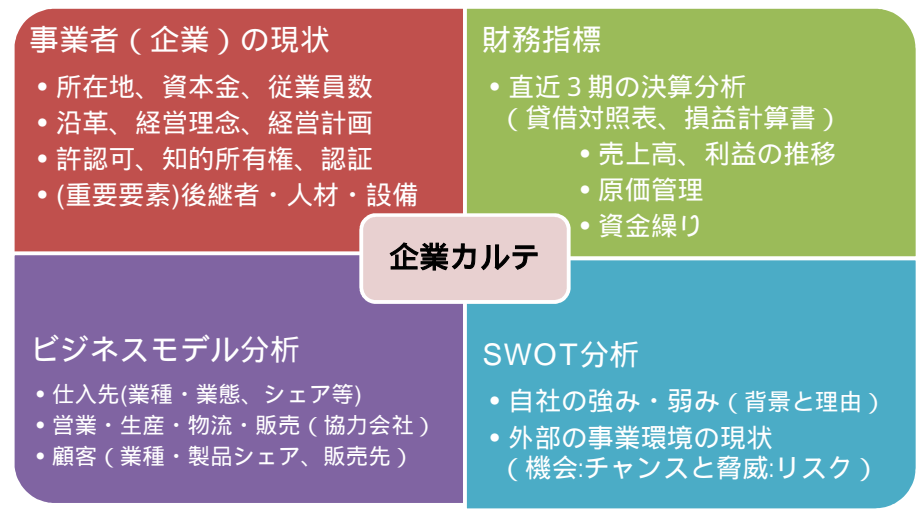 事業者（企業）の現状
• 所在地、資本金、従業員数
• 沿革、経営理念、経営計画
• 許認可、知的所有権、認証
• (重要要素)後継者・人材・設備
財務指標
• 直近３期の決算分析
（貸借対照表、損益計算書）
• 売上高、利益の推移
• 原価管理
• 資金繰り
企業カルテ
ビジネスモデル分析
• 仕入先(業種・業態、シェア等)
• 営業・生産・物流・販売（協力会社）
• 顧客（業種・製品シェア、販売先）
SWOT分析
• 自社の強み・弱み（背景と理由）
• 外部の事業環境の現状
（機会:チャンスと脅威:リスク）